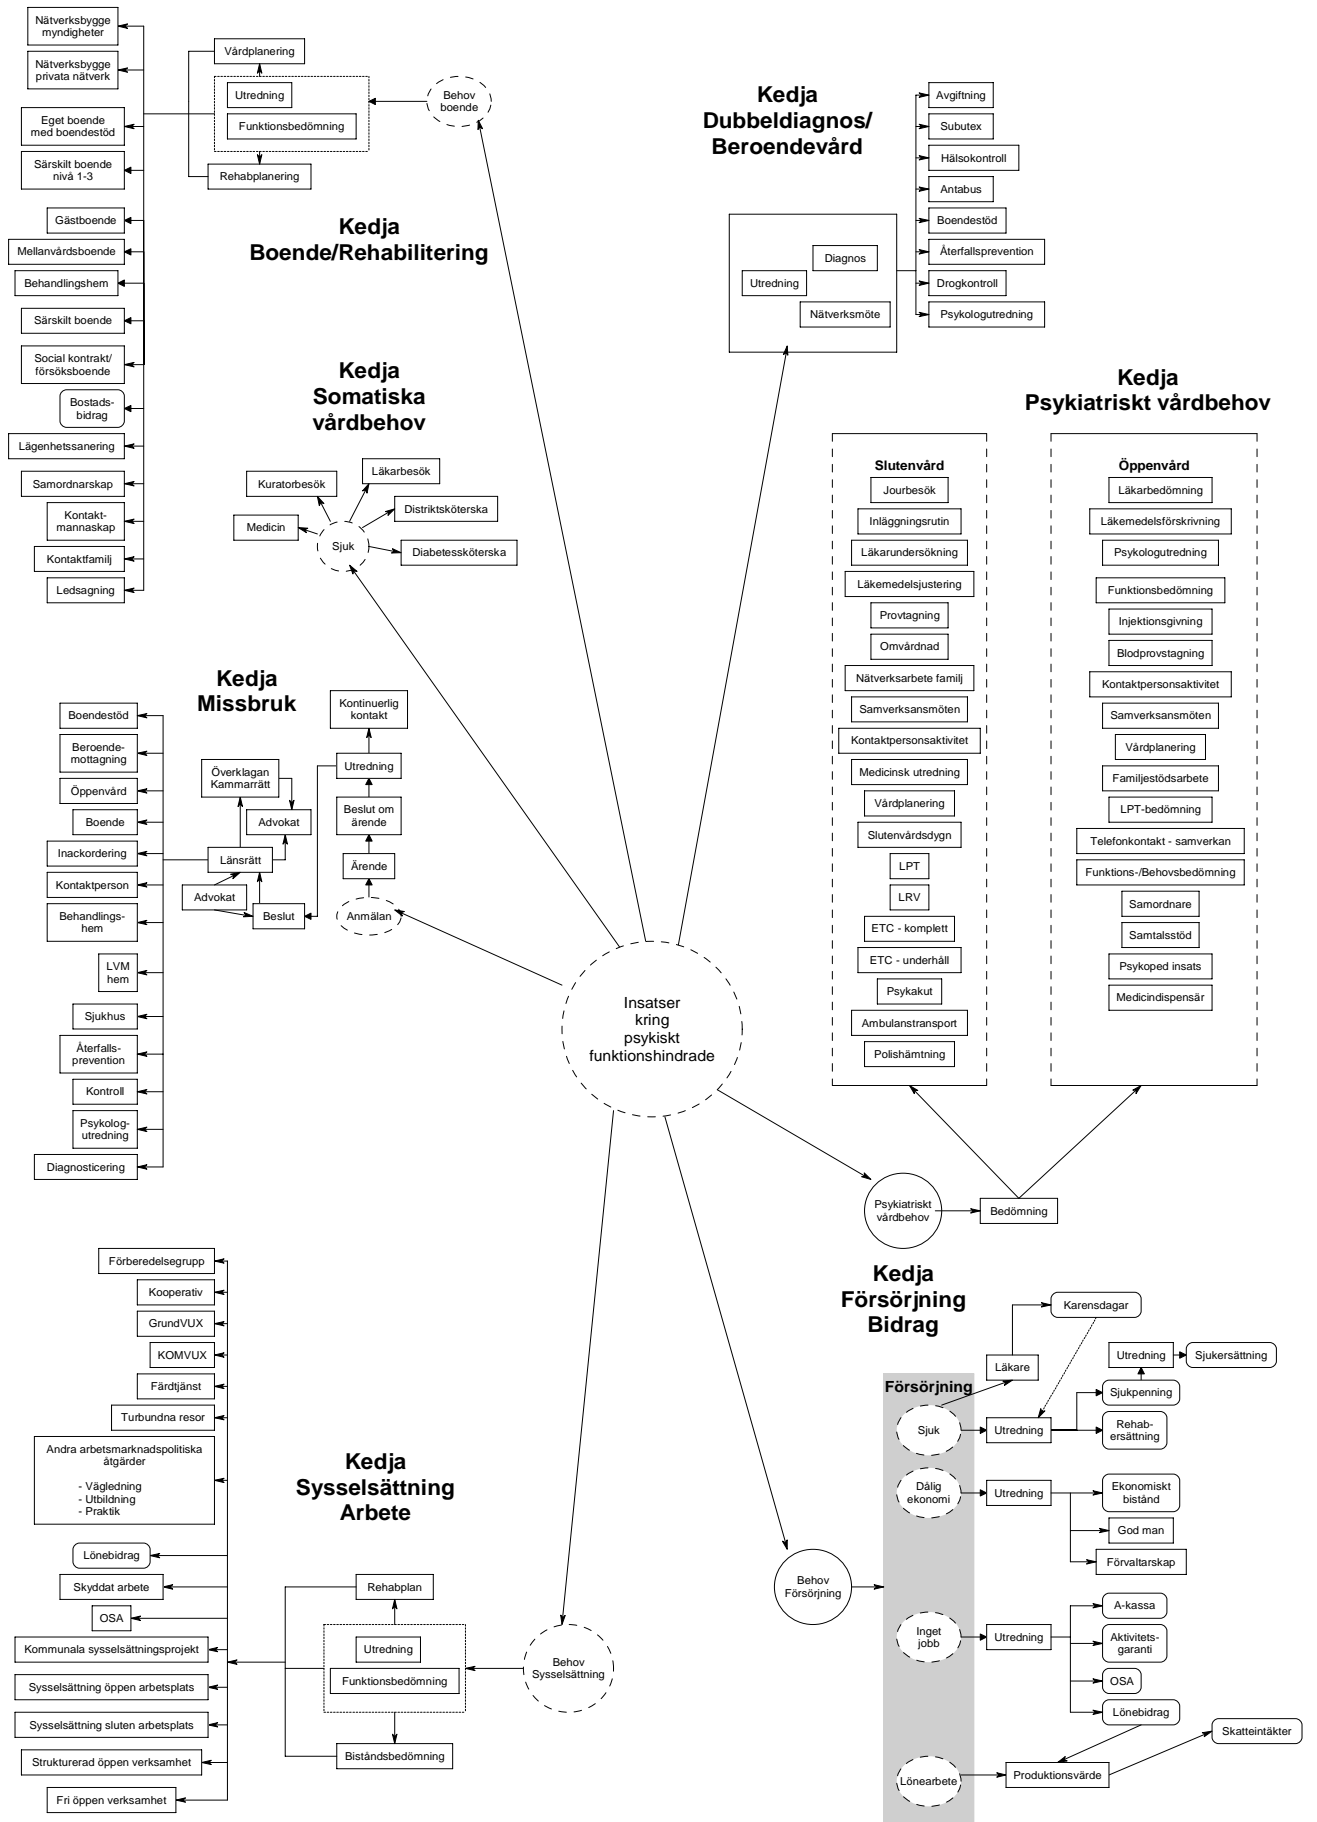 Nätverksbygge
myndigheter
Nätverksbygge
privata nätverk
Eget boende
med boendestöd
Särskilt boende
nivå 1-3
Gästboende
Mellanvårdsboende
Behandlingshem
Särskilt boende
Social kontrakt/
försöksboende
Bostads-
bidrag
Lägenhetssanering
Samordnarskap
Kontakt-
mannaskap
Kontaktfamilj
Ledsagning
Vårdplanering
Utredning
Funktionsbedömning
Rehabplanering
Behov
boende
Kedja
Boende/Rehabilitering
Kedja
Dubbeldiagnos/
Beroendevård
Diagnos
Utredning
Nätverksmöte
Avgiftning
Subutex
Hälsokontroll
Antabus
Boendestöd
Återfallsprevention
Drogkontroll
Psykologutredning
Kedja
Somatiska
vårdbehov
Kuratorbesök
Läkarbesök
Medicin
Distriktsköterska
Sjuk
Diabetessköterska
Kedja
Psykiatriskt vårdbehov
Slutenvård
Jourbesök
Inläggningsrutin
Läkarundersökning
Läkemedelsjustering
Provtagning
Omvårdnad
Nätverksarbete familj
Samverksansmöten
Kontaktpersonsaktivitet
Medicinsk utredning
Vårdplanering
Slutenvårdsdygn
LPT
LRV
ETC - komplett
ETC - underhåll
Psykakut
Ambulanstransport
Polishämtning
Öppenvård
Läkarbedömning
Läkemedelsförskrivning
Psykologutredning
Funktionsbedömning
Injektionsgivning
Blodprovstagning
Kontaktpersonsaktivitet
Samverksansmöten
Vårdplanering
Familjestödsarbete
LPT-bedömning
Telefonkontakt - samverkan
Funktions-/Behovsbedömning
Samordnare
Samtalsstöd
Psykoped insats
Medicindispensär
Kedja
Missbruk
Boendestöd
Beroende-
mottagning
Öppenvård
Boende
Inackordering
Kontaktperson
Behandlings-
hem
LVM
hem
Sjukhus
Återfalls-
prevention
Kontroll
Psykolog-
utredning
Diagnosticering
Överklagan
Kammarrätt
Advokat
Länsrätt
Advokat
Beslut
Kontinuerlig
kontakt
Utredning
Beslut om
ärende
Ärende
Anmälan
Insatser
kring
psykiskt
funktionshindrade
Psykiatriskt
vårdbehov
Bedömning
Förberedelsegrupp
Kooperativ
GrundVUX
KOMVUX
Färdtjänst
Turbundna resor
Andra arbetsmarknadspolitiska
åtgärder
- Vägledning
- Utbildning
- Praktik
Lönebidrag
Skyddat arbete
OSA
Kommunala sysselsättningsprojekt
Sysselsättning öppen arbetsplats
Sysselsättning sluten arbetsplats
Strukturerad öppen verksamhet
Fri öppen verksamhet
Kedja
Sysselsättning
Arbete
Rehabplan
Utredning
Funktionsbedömning
Biståndsbedömning
Behov
Sysselsättning
Kedja
Försörjning
Bidrag
Behov
Försörjning
Försörjning
Sjuk
Dålig
ekonomi
Inget
jobb
Lönearbete
Karensdagar
Läkare
Utredning
Sjukersättning
Sjukpenning
Utredning
Rehab-
ersättning
Utredning
Ekonomiskt
bistånd
God man
Förvaltarskap
Utredning
A-kassa
Aktivitets-
garanti
OSA
Lönebidrag
Skatteintäkter
Produktionsvärde